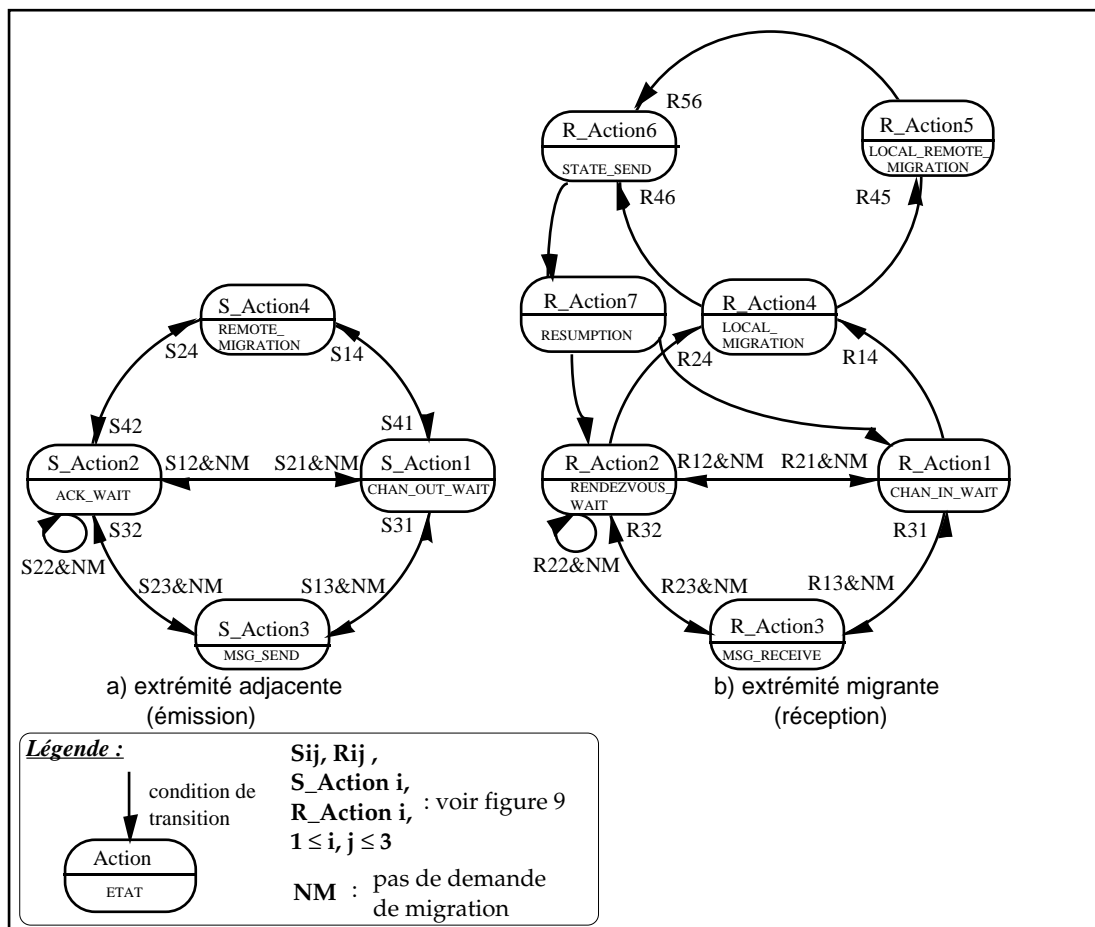 R56
R_Action6
STATE_SEND
R_Action5
LOCAL_REMOTE_
MIGRATION
R46
R45
S_Action4
REMOTE_
MIGRATION
R_Action7
RESUMPTION
R_Action4
LOCAL_
MIGRATION
S24
S14
R24
R14
S42
S41
S_Action2
ACK_WAIT
S12&NM
S21&NM
S_Action1
CHAN_OUT_WAIT
R_Action2
RENDEZVOUS_
WAIT
R12&NM
R21&NM
R_Action1
CHAN_IN_WAIT
S32
S31
R32
R31
S22&NM
R22&NM
S23&NM
S13&NM
R23&NM
R13&NM
S_Action3
MSG_SEND
R_Action3
MSG_RECEIVE
a) extrémité adjacente
(émission)
b) extrémité migrante
(réception)
Légende :
condition de
transition
Action
ETAT
Sij, Rij ,
S_Action i,
R_Action i,
1 ≤ i, j ≤ 3
: voir figure 9
NM : pas de demande
de migration